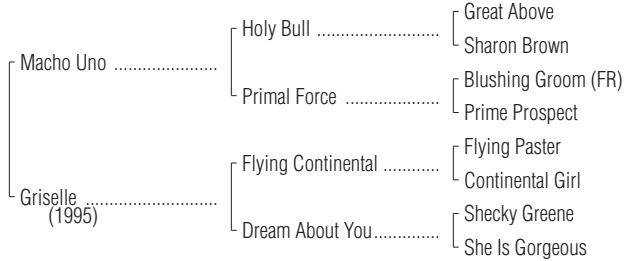 Great Above
Holy Bull ..............................
Sharon Brown
Macho Uno .........................
Blushing Groom (FR)
Primal Force .......................
Prime Prospect
Flying Paster
Flying Continental .............
Continental Girl
Griselle ...............................
(1995)
Shecky Greene
Dream About You...............
She Is Gorgeous